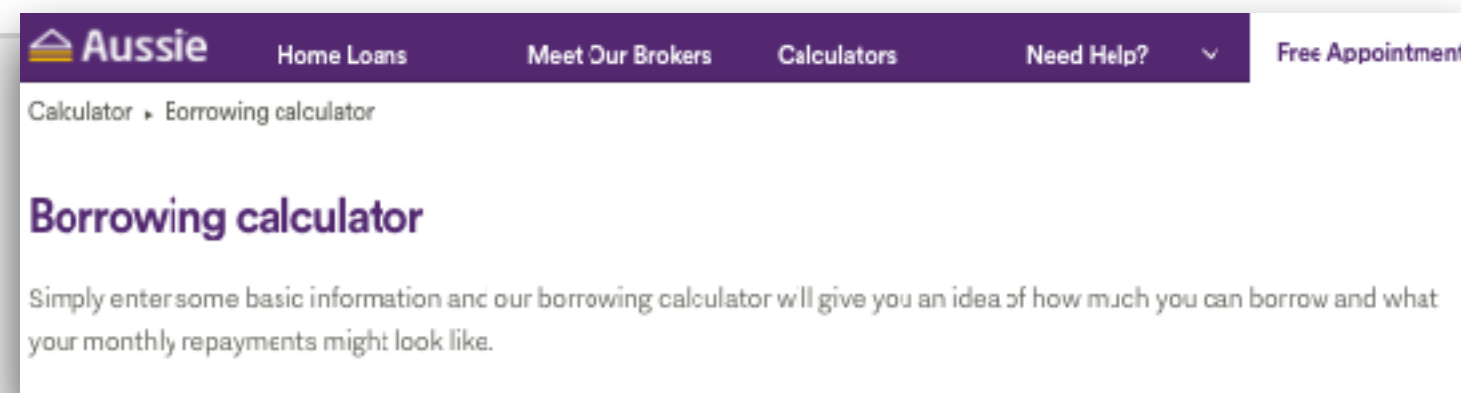 Aussie Home Loans Meet Our Brokers Calculators Need Help? Free Appointment
Calculator ▸ Borrowing calculator
Borrowing calculator
Simply enter some basic information and our borrowing calculator will give you an idea of how much you can borrow and what
your monthly repayments might look like.